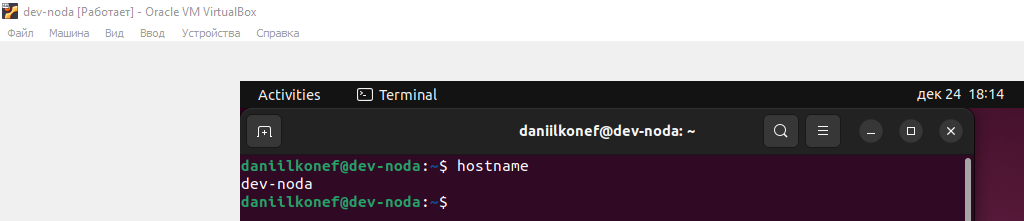 dev-noda [Работает] - Oracle VM VirtualBox
Файл Машина Вид Ввод Устройства Справка
Activities Terminal дек 24 18:14
daniilkonef@dev-noda: ~
daniilkonef@dev-noda:~$ hostname
dev-noda
daniilkonef@dev-noda:~$